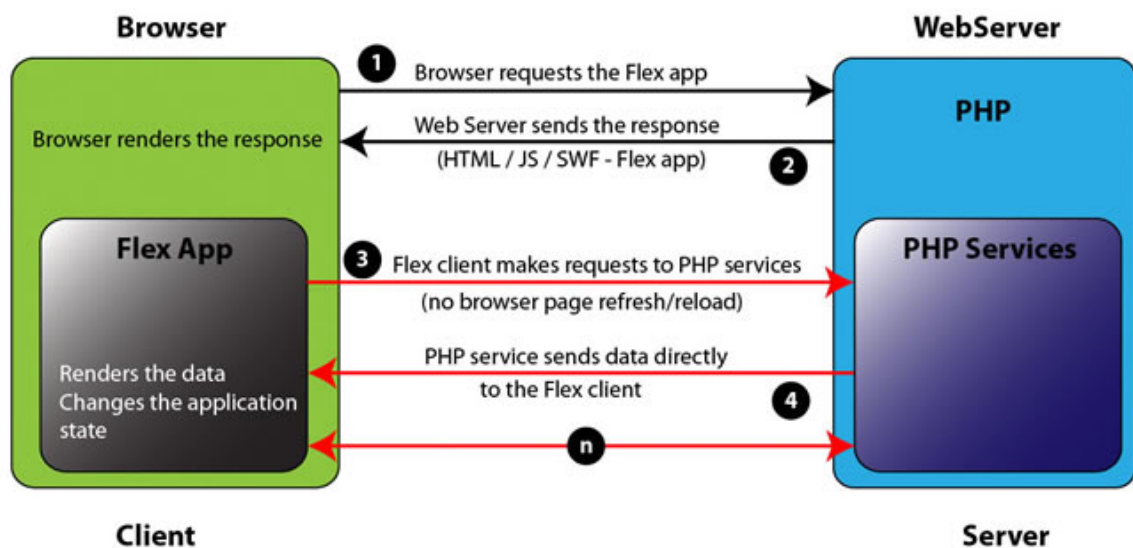 Browser
WebServer
1
Browser requests the Flex app
PHP
Browser renders the response
Web Server sends the response
(HTML / JS / SWF - Flex app)
2
Flex App
3
Flex client makes requests to PHP services
(no browser page refresh/reload)
PHP Services
Renders the data
Changes the application
state
PHP service sends data directly
to the Flex client
4
n
Client
Server